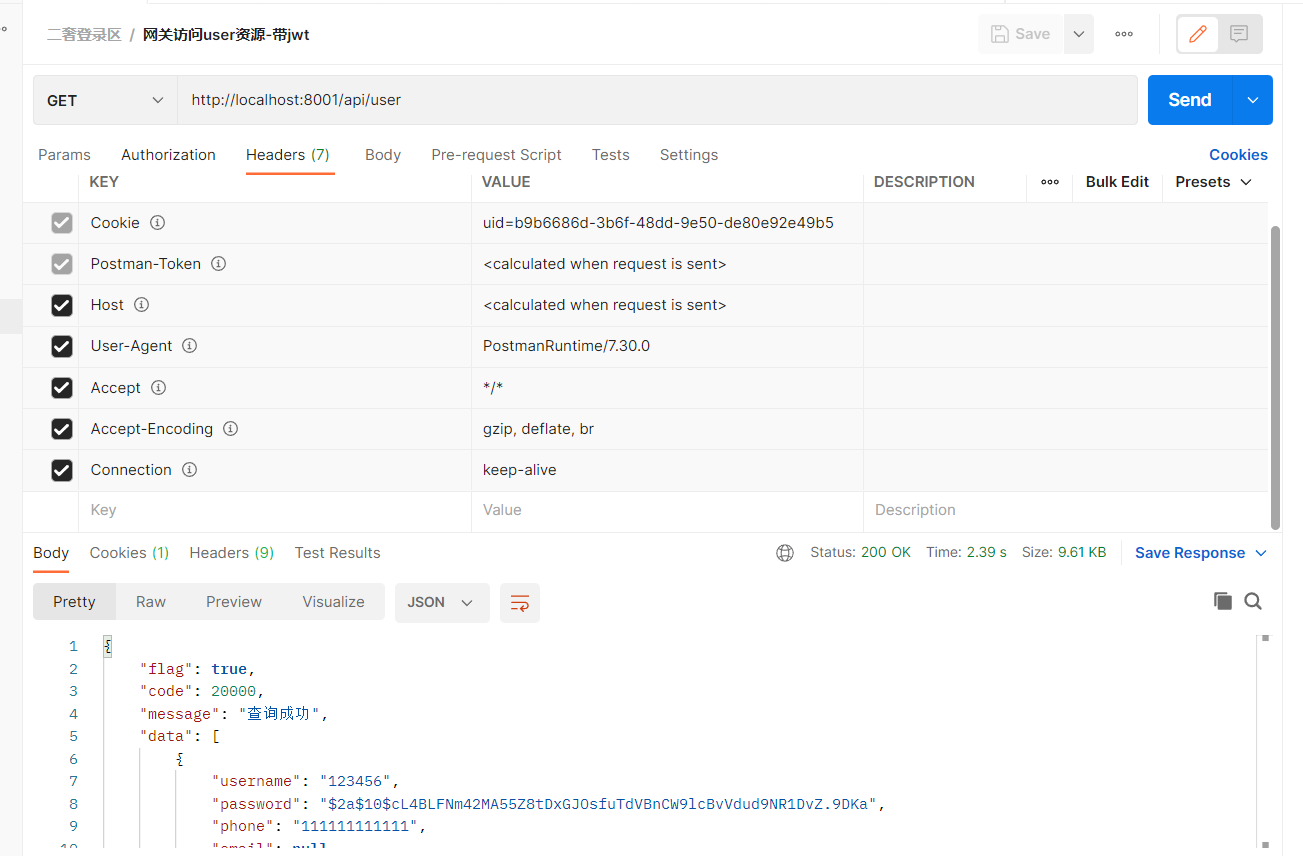 二奢登录区 / 网关访问user资源-带jwt Save
GET http://localhost:8001/api/user Send
Params Authorization Headers (7) Body Pre-request Script Tests Settings Cookies
KEY VALUE DESCRIPTION Bulk Edit Presets
Cookie uid=b9b6686d-3b6f-48dd-9e50-de80e92e49b5
Postman-Token <calculated when request is sent>
Host <calculated when request is sent>
User-Agent PostmanRuntime/7.30.0
Accept */*
Accept-Encoding gzip, deflate, br
Connection keep-alive
Key Value Description
Body Cookies (1) Headers (9) Test Results Status: 200 OK Time: 2.39 s Size: 9.61 KB Save Response
Pretty Raw Preview Visualize JSON
1 {
2 "flag": true,
3 "code": 20000,
4 "message": "查询成功",
5 "data": [
6 {
7 "username": "123456",
8 "password": "$2a$10$cL4BLFNm42MA55Z8tDxGJOsfuTdVBnCW9lcBvVdud9NR1DvZ.9DKa",
9 "phone": "111111111111",
10 "email": null